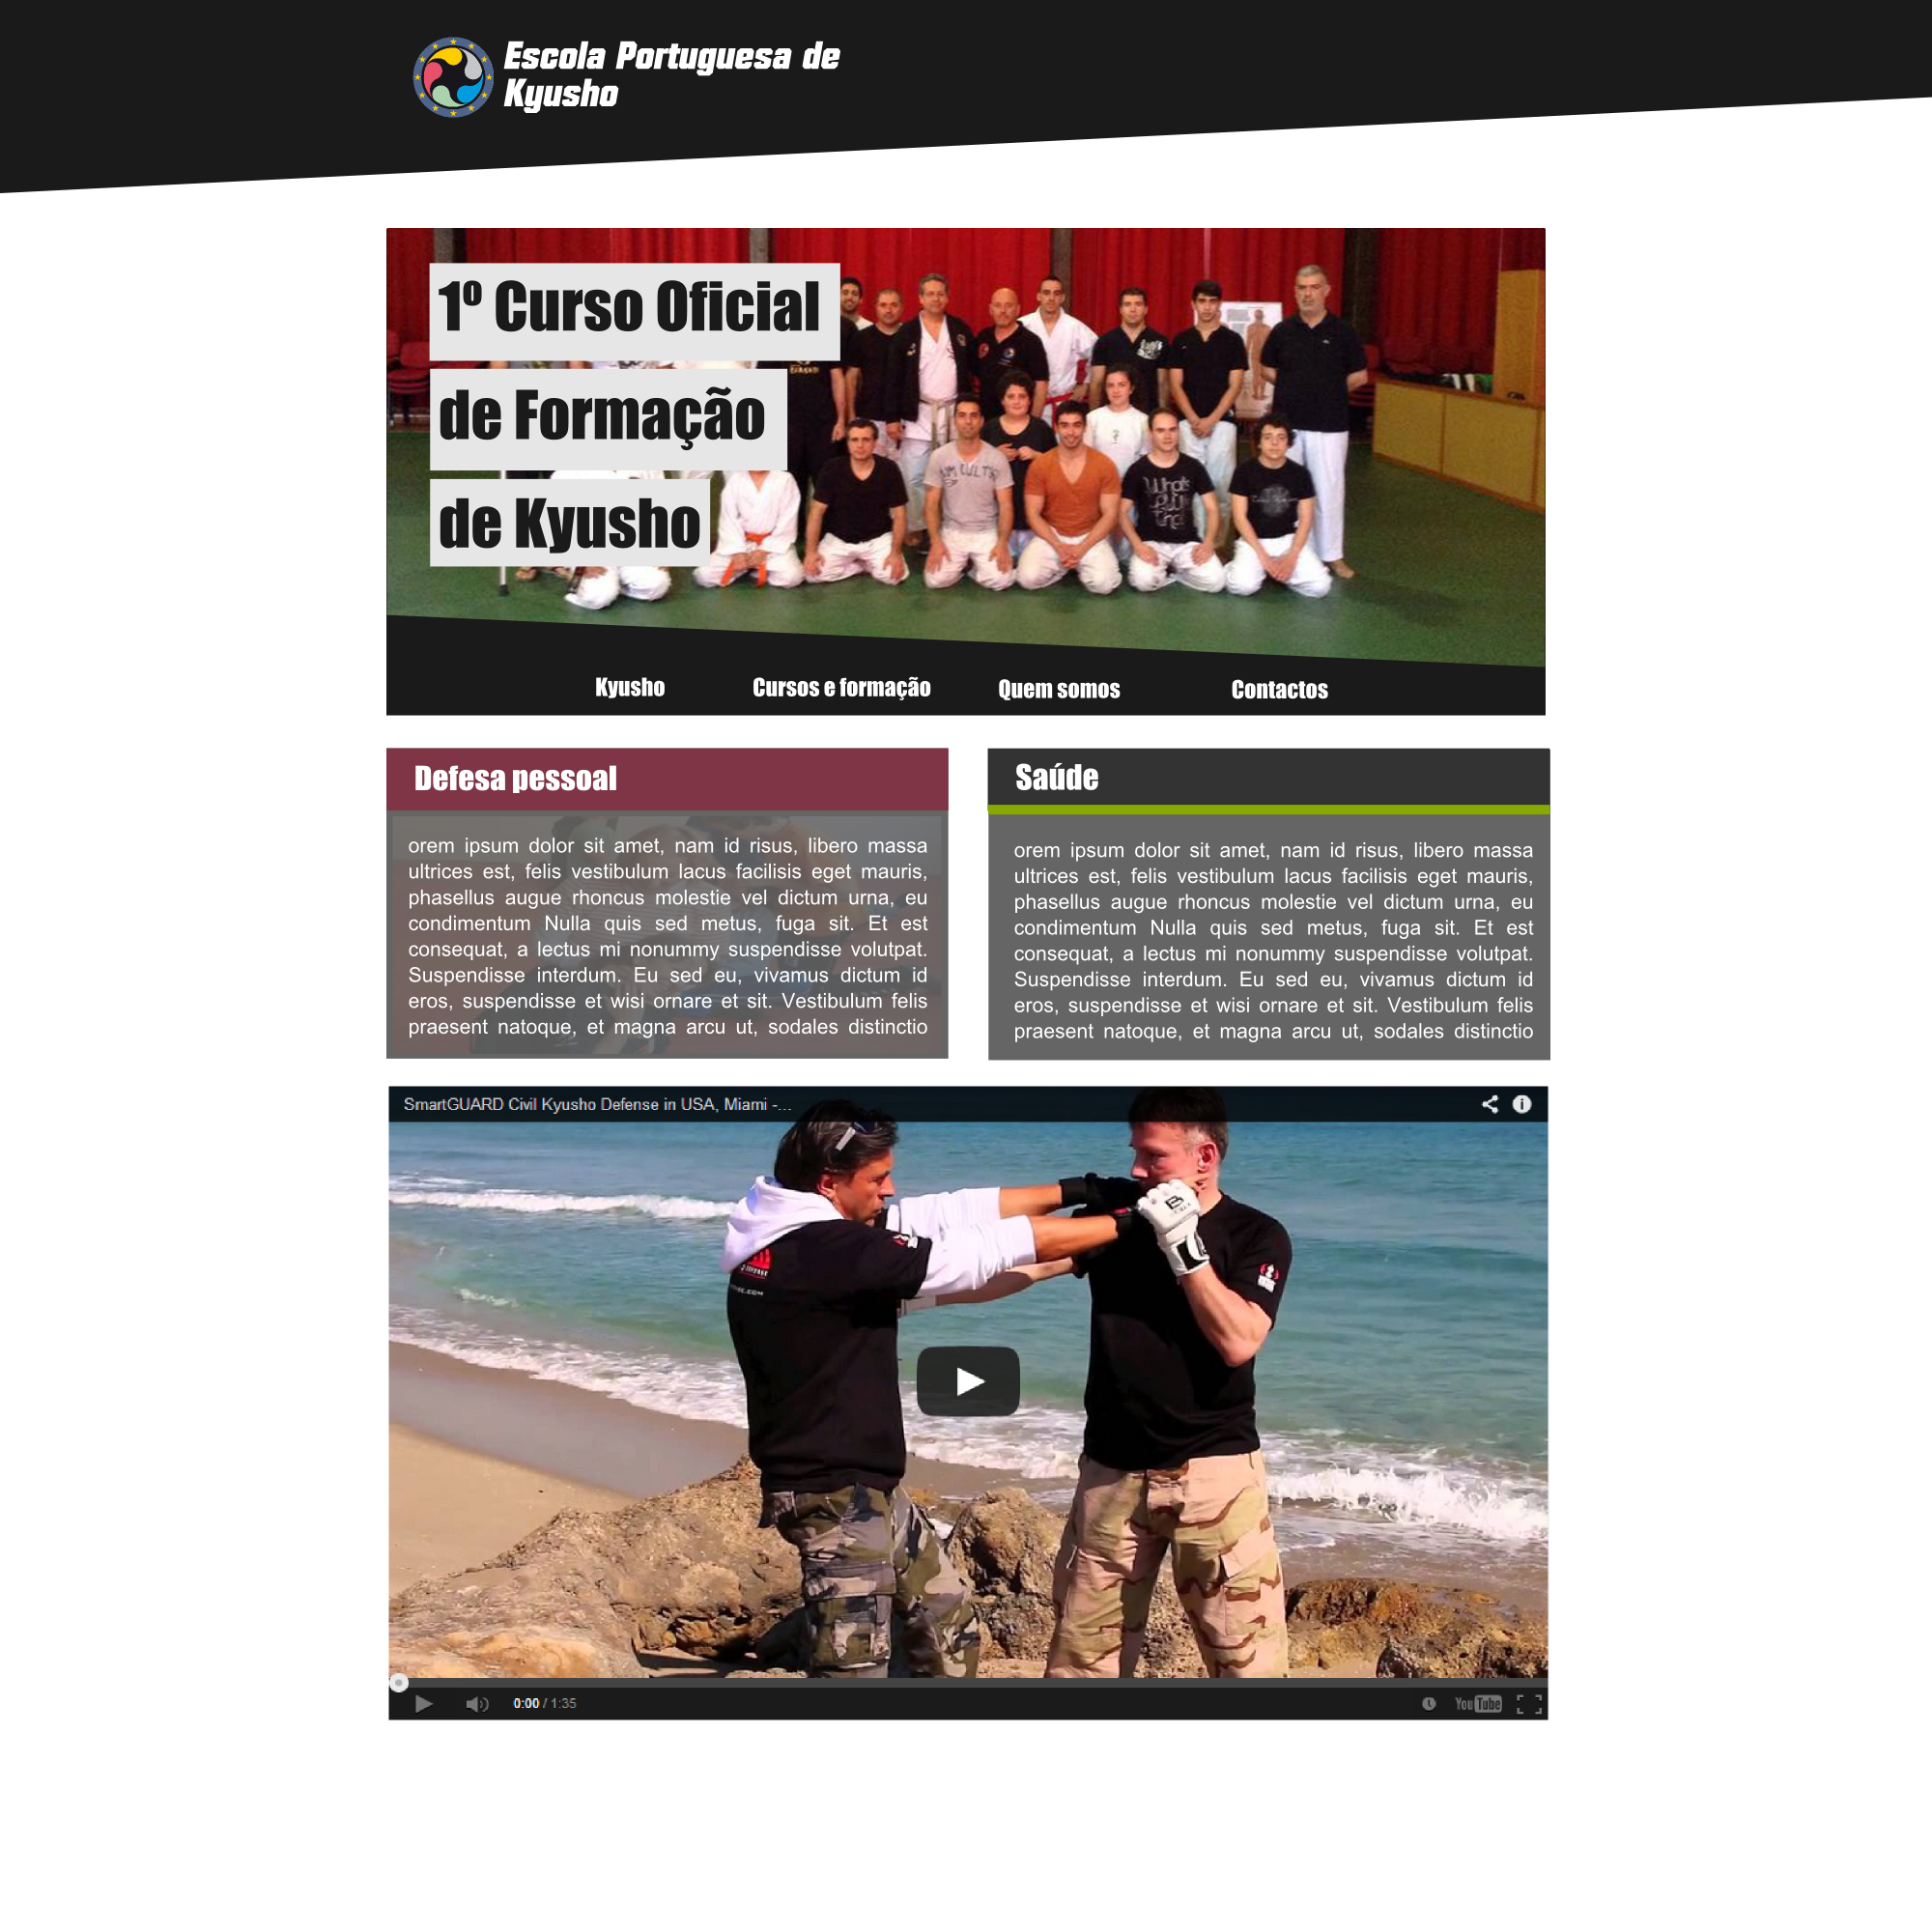 Escola Portuguesa de
Kyusho
1º Curso Oficial
de Formação
de Kyusho
Kyusho
Cursos e formação
Quem somos
Contactos
Defesa pessoal
orem ipsum dolor sit amet, nam id risus, libero massa
ultrices est, felis vestibulum lacus facilisis eget mauris,
phasellus augue rhoncus molestie vel dictum urna, eu
condimentum Nulla quis sed metus, fuga sit. Et est
consequat, a lectus mi nonummy suspendisse volutpat.
Suspendisse interdum. Eu sed eu, vivamus dictum id
eros, suspendisse et wisi ornare et sit. Vestibulum felis
praesent natoque, et magna arcu ut, sodales distinctio
Saúde
orem ipsum dolor sit amet, nam id risus, libero massa
ultrices est, felis vestibulum lacus facilisis eget mauris,
phasellus augue rhoncus molestie vel dictum urna, eu
condimentum Nulla quis sed metus, fuga sit. Et est
consequat, a lectus mi nonummy suspendisse volutpat.
Suspendisse interdum. Eu sed eu, vivamus dictum id
eros, suspendisse et wisi ornare et sit. Vestibulum felis
praesent natoque, et magna arcu ut, sodales distinctio
SmartGUARD Civil Kyusho Defense in USA, Miami -...
0:00 / 1:35
YouTube